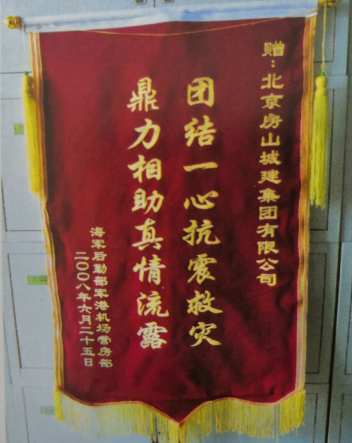 赠：北京房山城建集团有限公司
团结一心抗震救灾
鼎力相助真情流露
海军后勤部军港机场营房部
二〇〇八年六月二十五日